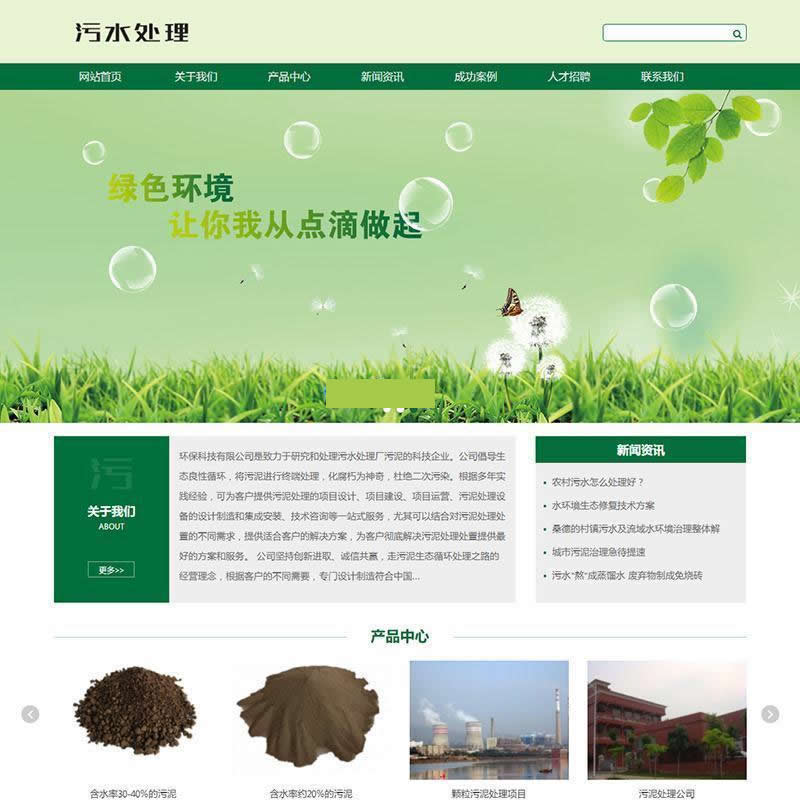 污水处理
网站首页 关于我们 产品中心 新闻资讯 成功案例 人才招聘 联系我们
绿色环境
让你我从点滴做起
污
关于我们
ABOUT
更多>>
环保科技有限公司是致力于研究和处理污水处理厂污泥的科技企业。公司倡导生
态良性循环，将污泥进行终端处理，化腐朽为神奇，杜绝二次污染。根据多年实
践经验，可为客户提供污泥处理的项目设计、项目建设、项目运营、污泥处理设
备的设计制造和集成安装、技术咨询等一站式服务，尤其可以结合对污泥处理处
置的不同需求，提供适合客户的解决方案，为客户彻底解决污泥处理处置提供最
好的方案和服务。 公司坚持创新进取、诚信共赢，走污泥生态循环处理之路的
经营理念，根据客户的不同需要，专门设计制造符合中国...
新闻资讯
农村污水怎么处理好？
水环境生态修复技术方案
桑德的村镇污水及流域水环境治理整体解
城市污泥治理急待提速
污水“熬”成蒸馏水 废弃物制成免烧砖
产品中心
含水率30-40%的污泥
含水率约20%的污泥
颗粒污泥处理项目
污泥处理公司